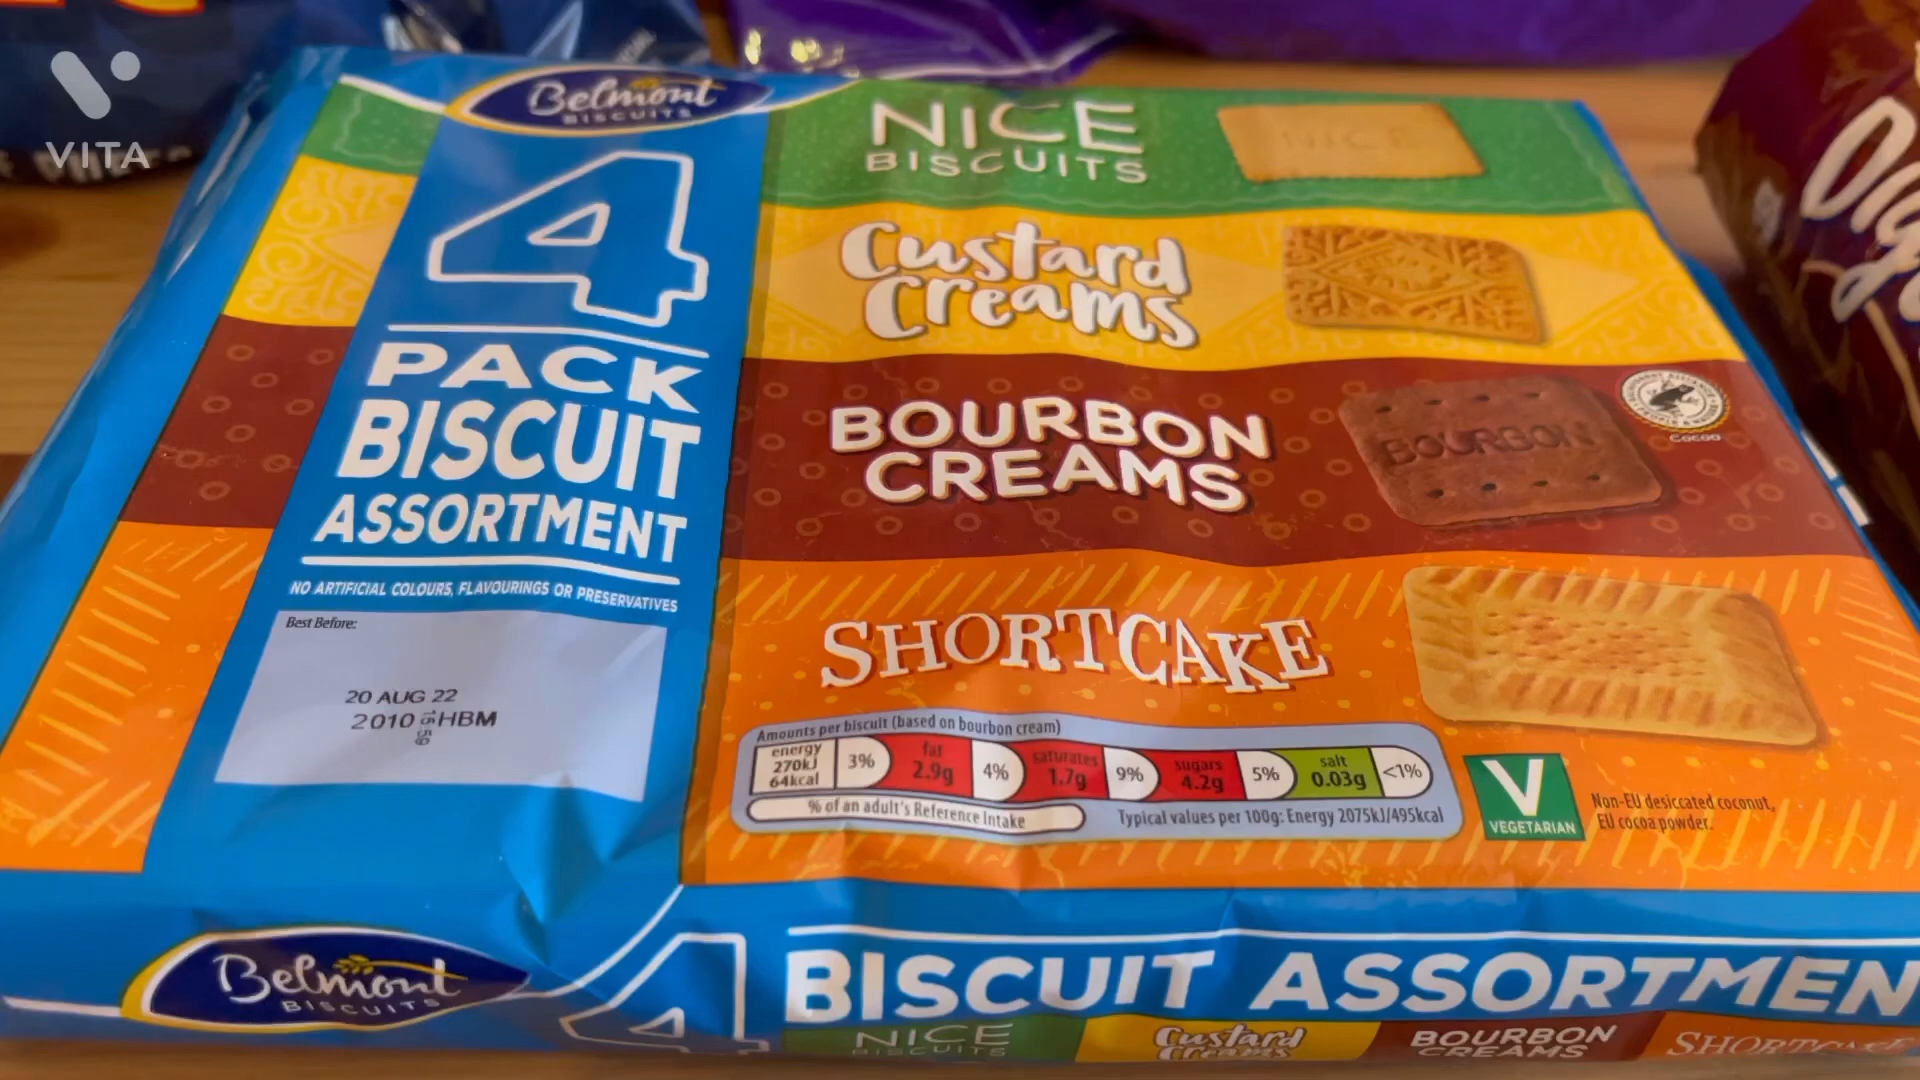 VITA
Belmont
BISCUITS
4
PACK
BISCUIT
ASSORTMENT
NO ARTIFICIAL COLOURS, FLAVOURINGS OR PRESERVATIVES
Best Before:
20 AUG 22
2010 HBM
NICE
BISCUITS
NICE
Custard
Creams
BOURBON
CREAMS
BOURBON
Cocoa
SHORTCAKE
Amounts per biscuit (based on bourbon cream)
energy
270kJ
64kcal
3%
fat
2.9g
4%
saturates
1.7g
9%
sugars
4.2g
5%
salt
0.03g
<1%
% of an adult's Reference Intake
Typical values per 100g: Energy 2075kJ/495kcal
V
VEGETARIAN
Non-EU desiccated coconut,
EU cocoa powder.
Belmont
BISCUITS
4
BISCUIT ASSORTMEN
NICE
BISCUITS
Custard
Creams
BOURBON
CREAMS
SHORTCAKE